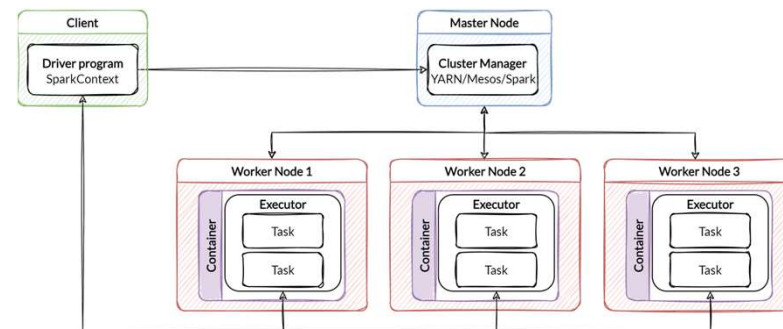 Client
Driver program
SparkContext
Master Node
Cluster Manager
YARN/Mesos/Spark
Worker Node 1
Container
Executor
Task
Task
Worker Node 2
Container
Executor
Task
Task
Worker Node 3
Container
Executor
Task
Task